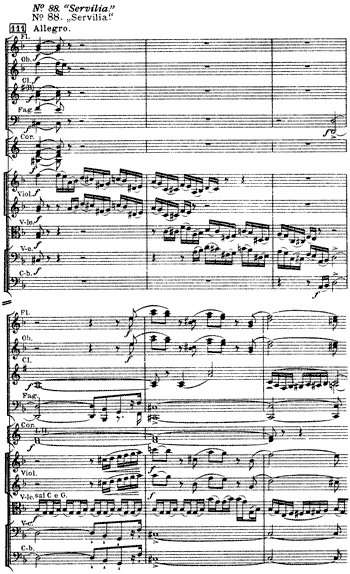 Nº 88. "Servilia."
Nº 88. „Servilia."
111 Allegro.
Fl.
Ob.
Cl.
(B)
Fag.
f
Cor.
f
Viol.
f
V-le.
f
V-c.
f
C-b.
f
Fl.
f
Ob.
f
Cl.
Fag.
Cor.
Viol.
f
V-le. sul C e G.
V-c.
C-b.